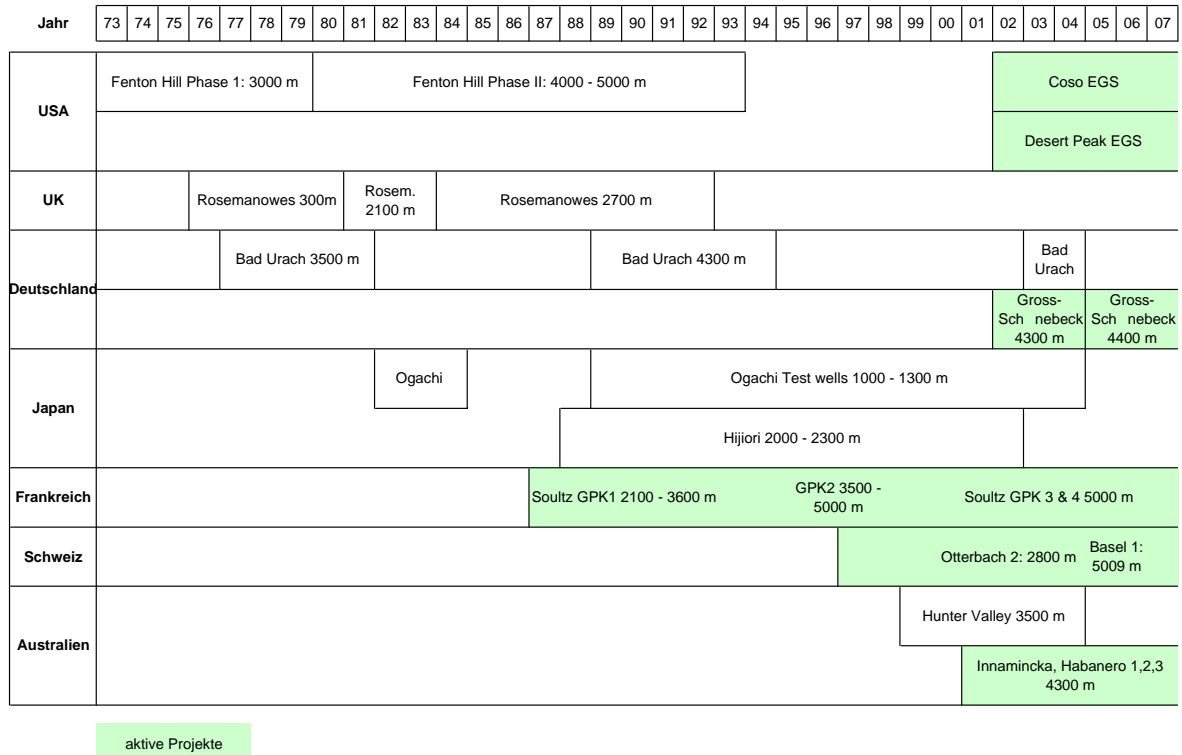 Jahr 73 74 75 76 77 78 79 80 81 82 83 84 85 86 87 88 89 90 91 92 93 94 95 96 97 98 99 00 01 02 03 04 05 06 07
USA
Fenton Hill Phase 1: 3000 m
Fenton Hill Phase II: 4000 - 5000 m
Coso EGS
Desert Peak EGS
UK
Rosemanowes 300m
Rosem.
2100 m
Rosemanowes 2700 m
Deutschland
Bad Urach 3500 m
Bad Urach 4300 m
Bad
Urach
Gross-
Sch nebeck
4300 m
Gross-
Sch nebeck
4400 m
Japan
Ogachi
Ogachi Test wells 1000 - 1300 m
Hijiori 2000 - 2300 m
Frankreich
Soultz GPK1 2100 - 3600 m
GPK2 3500 -
5000 m
Soultz GPK 3 & 4 5000 m
Schweiz
Otterbach 2: 2800 m
Basel 1:
5009 m
Australien
Hunter Valley 3500 m
Innamincka, Habanero 1,2,3
4300 m
aktive Projekte